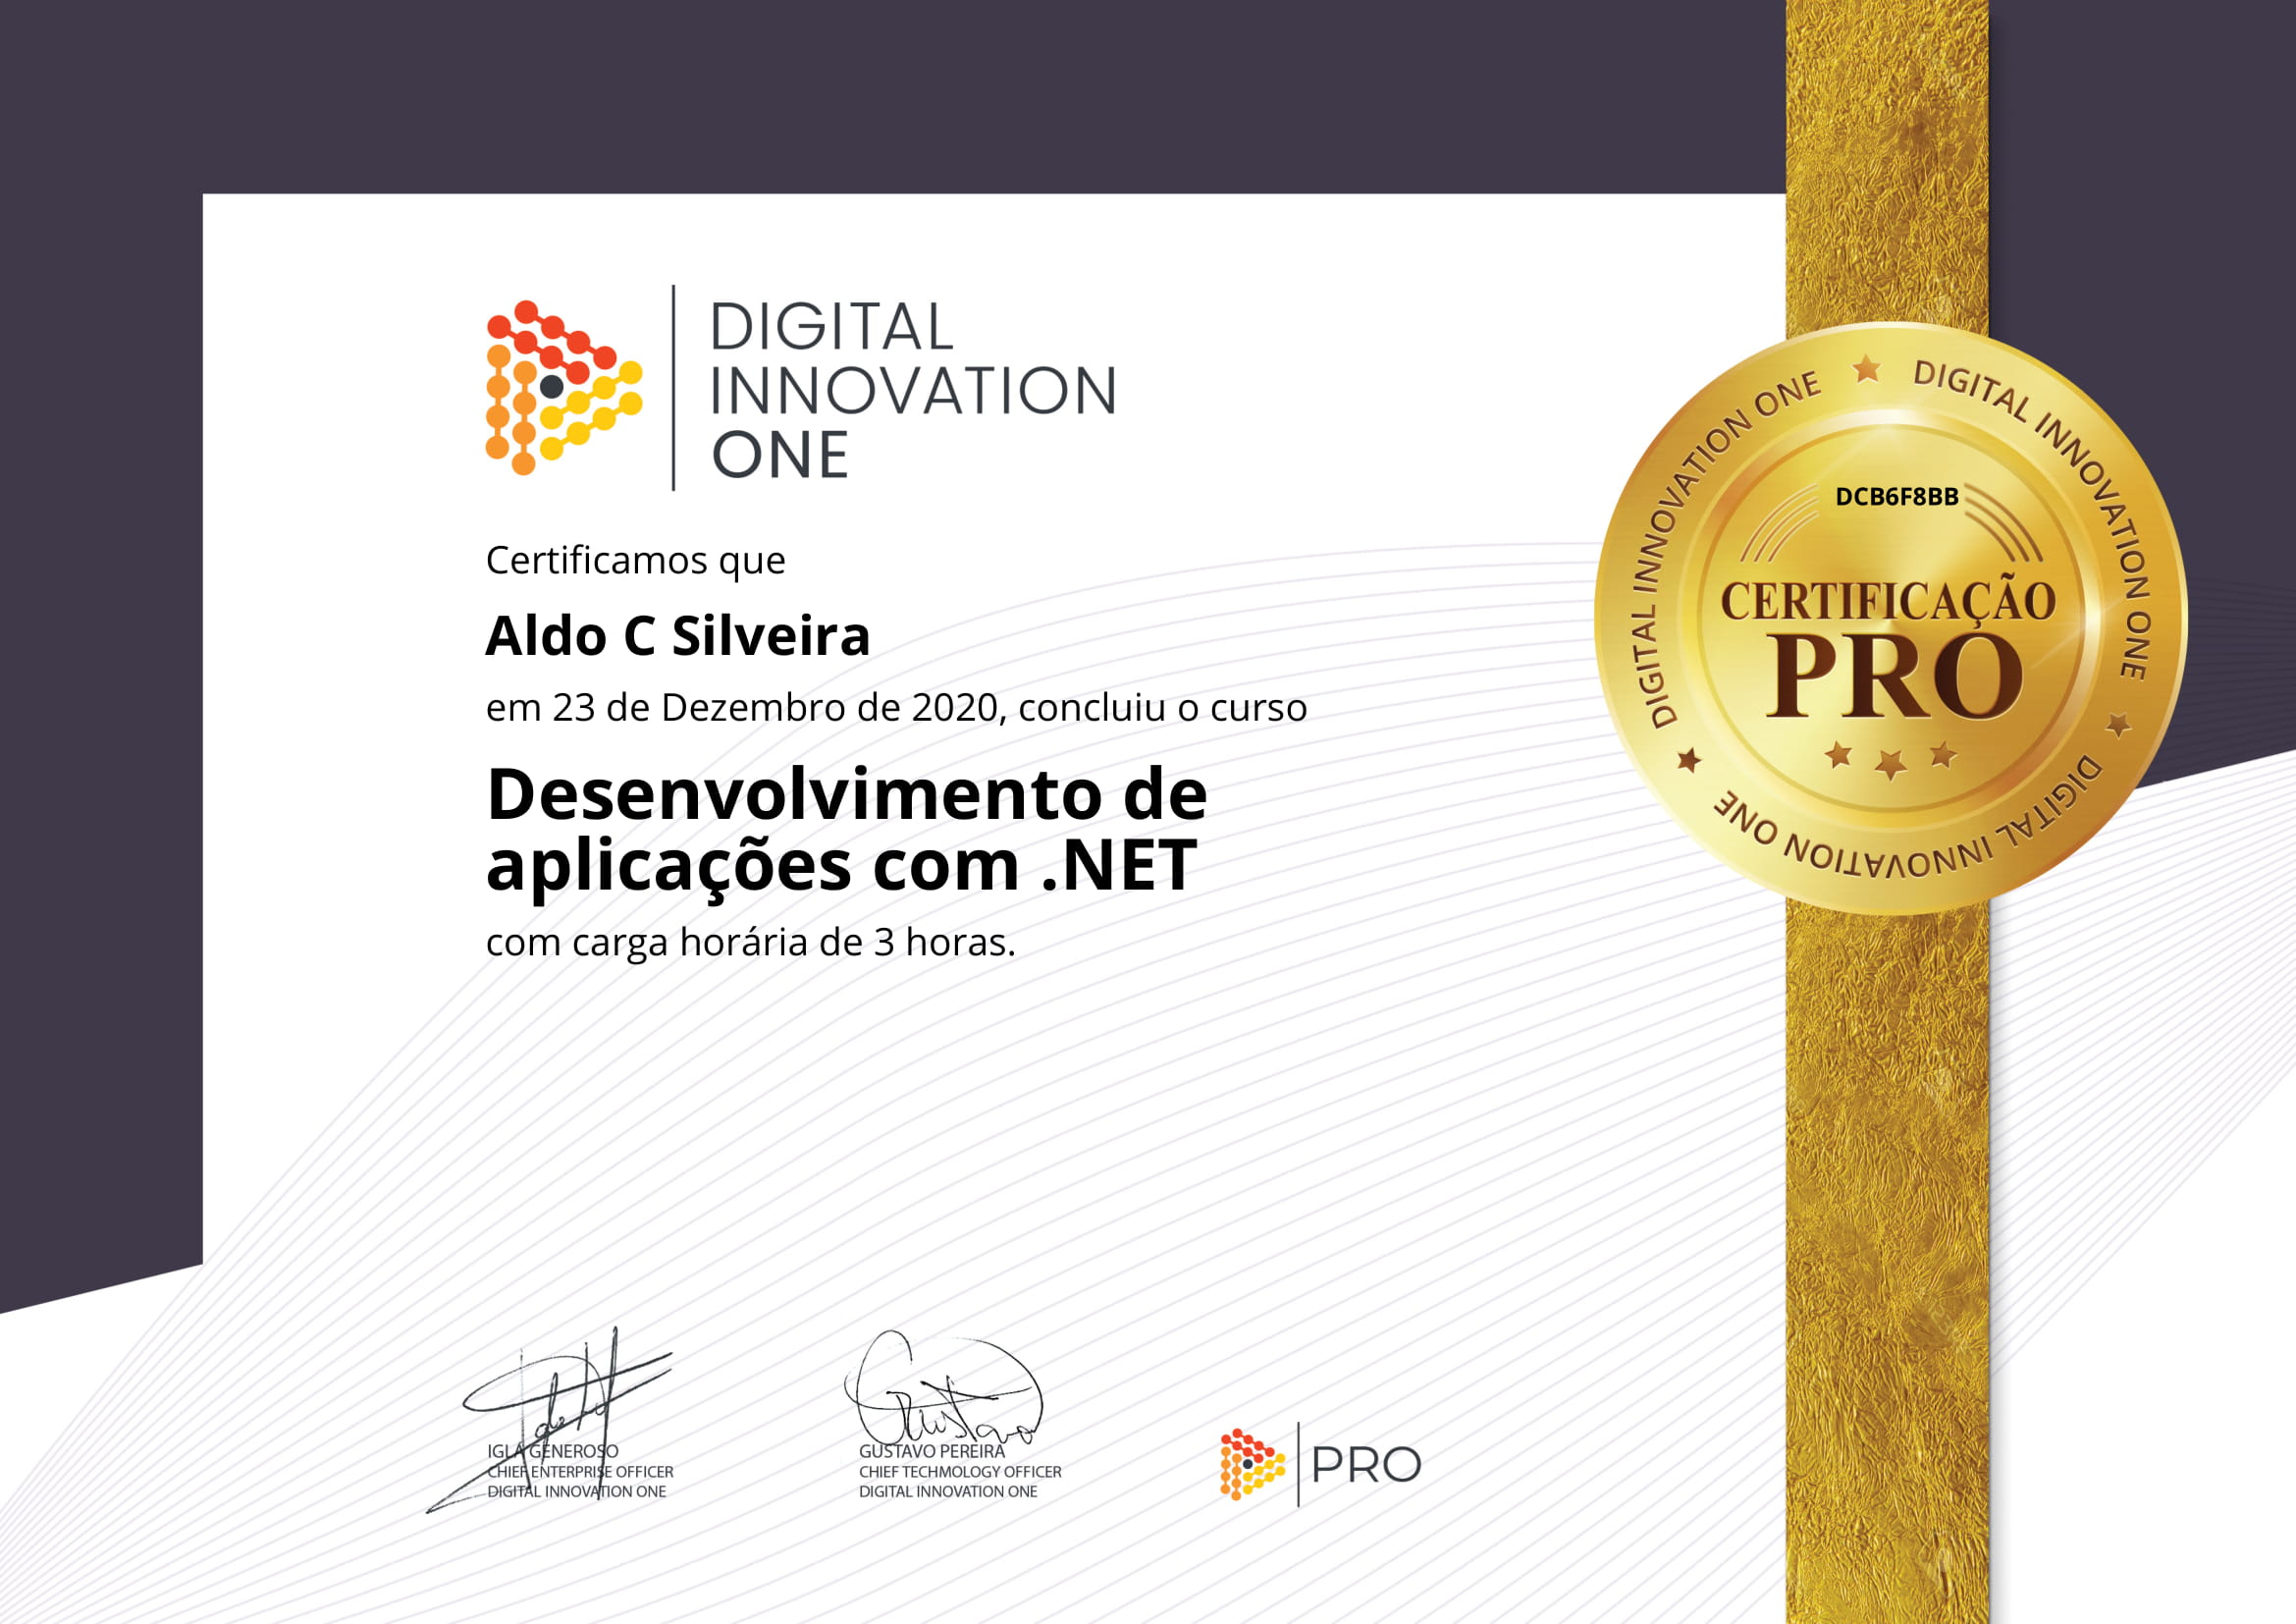 DIGITAL
INNOVATION
ONE
Certificamos que
Aldo C Silveira
em 23 de Dezembro de 2020, concluiu o curso
Desenvolvimento de
aplicações com .NET
com carga horária de 3 horas.
DIGITAL INNOVATION ONE
DIGITAL INNOVATION ONE
DIGITAL INNOVATION ONE
DCB6F8BB
CERTIFICAÇÃO
PRO
IGLA GENEROSO
CHIEF ENTERPRISE OFFICER
DIGITAL INNOVATION ONE
Gustavo
GUSTAVO PEREIRA
CHIEF TECHMOLOGY OFFICER
DIGITAL INNOVATION ONE
PRO